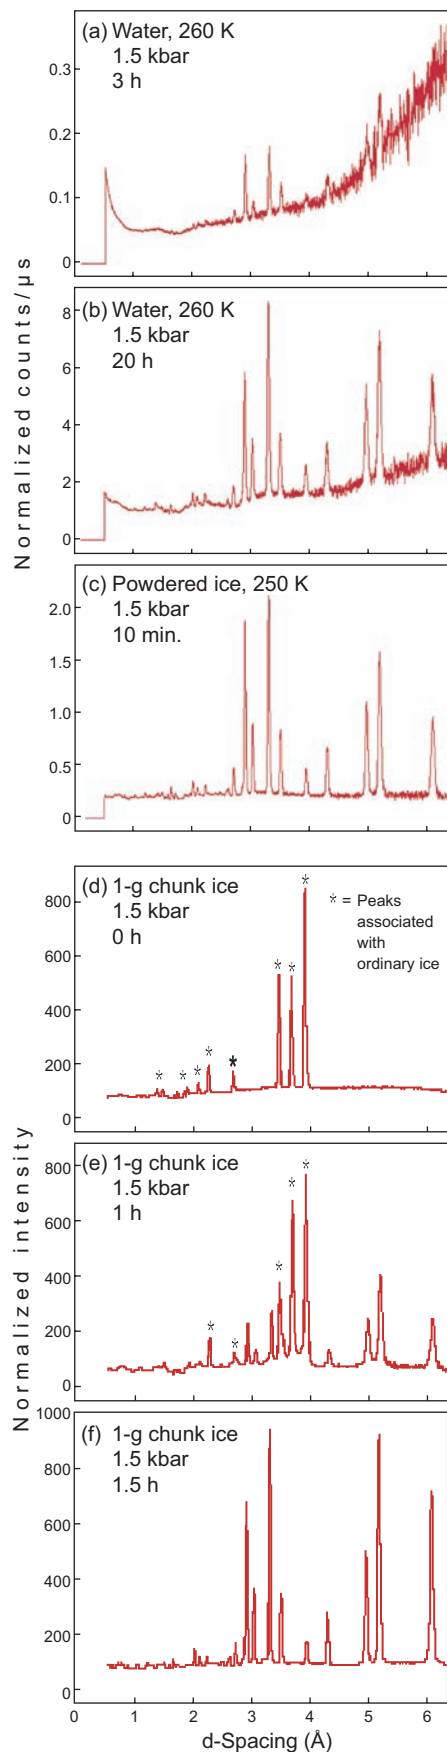 (a) Water, 260 K
1.5 kbar
3 h
0.3
0.2
0.1
0
(b) Water, 260 K
1.5 kbar
20 h
8
6
4
2
0
Normalized counts/μs
(c) Powdered ice, 250 K
1.5 kbar
10 min.
2.0
1.5
1.0
0.5
0
(d) 1-g chunk ice
1.5 kbar
0 h
* = Peaks
associated
with
ordinary ice
800
600
400
200
0
* * * * * * * *
(e) 1-g chunk ice
1.5 kbar
1 h
800
600
400
200
0
* * * * *
Normalized intensity
(f) 1-g chunk ice
1.5 kbar
1.5 h
1000
800
600
400
200
0
0 1 2 3 4 5 6
d-Spacing (Å)